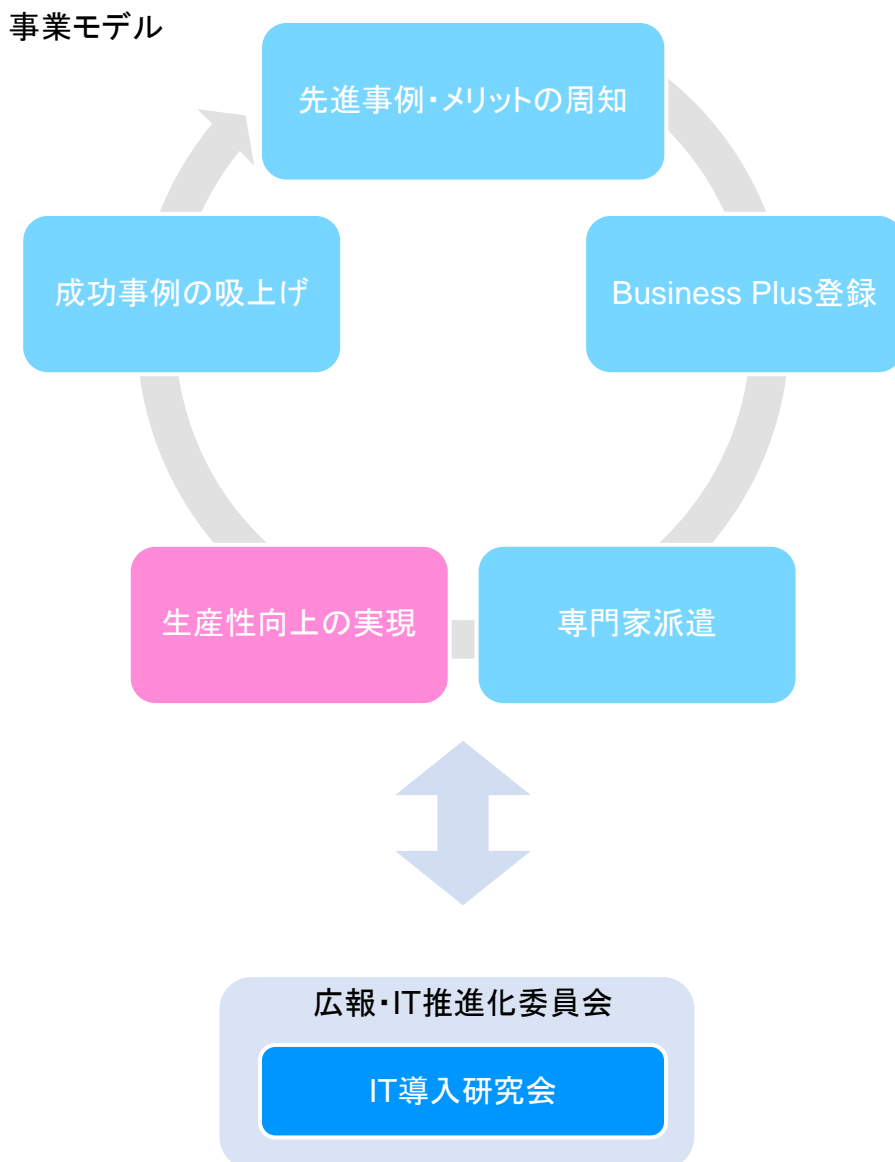 事業モデル
先進事例・メリットの周知
成功事例の吸上げ
Business Plus登録
生産性向上の実現
専門家派遣
広報・IT推進化委員会
IT導入研究会